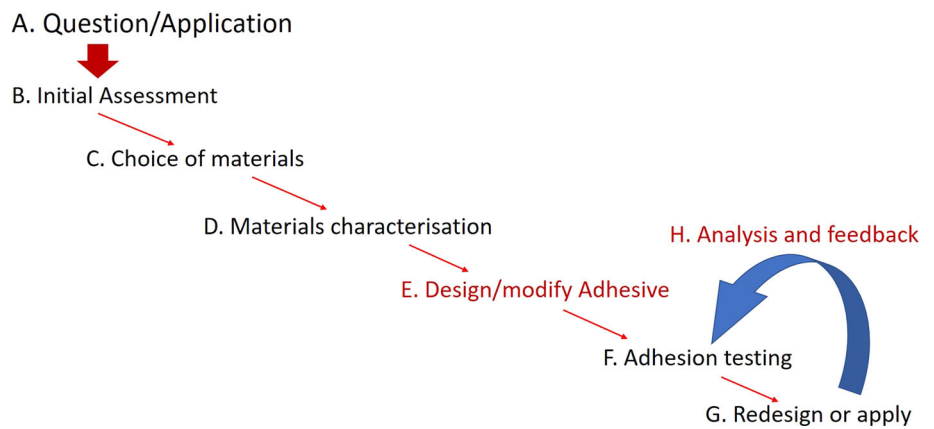 A. Question/Application
B. Initial Assessment
C. Choice of materials
D. Materials characterisation
H. Analysis and feedback
E. Design/modify Adhesive
F. Adhesion testing
G. Redesign or apply